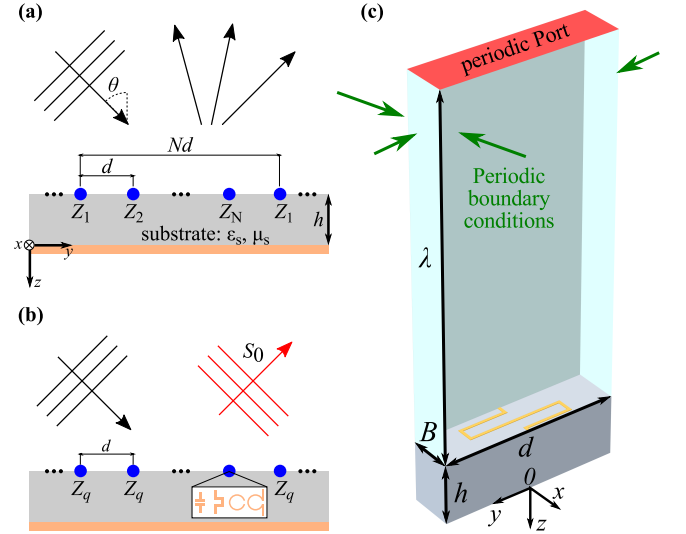 (a)
θ
Nd
d
Z1 Z2 ZN Z1
h
substrate: εs, μs
x
y
z
(b)
S0
d
Zq Zq Zq
(c)
periodic Port
Periodic
boundary
conditions
λ
B
d
h
0
y
x
z